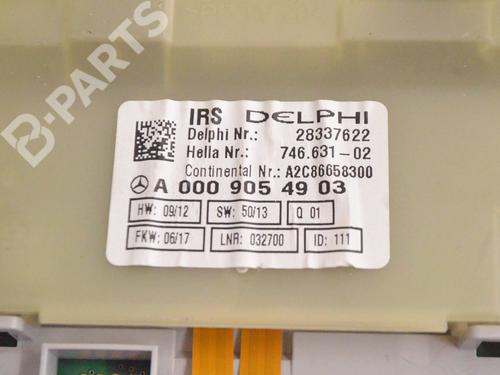 B-PARTS
IRS DELPHI
Delphi Nr.: 28337622
Hella Nr.: 746.631-02
Continental Nr.: A2C86658300
A 000 905 49 03
HW: 09/12 SW: 50/13 Q 01
FKW: 06/17 LNR: 032700 ID: 111
B-PARTS